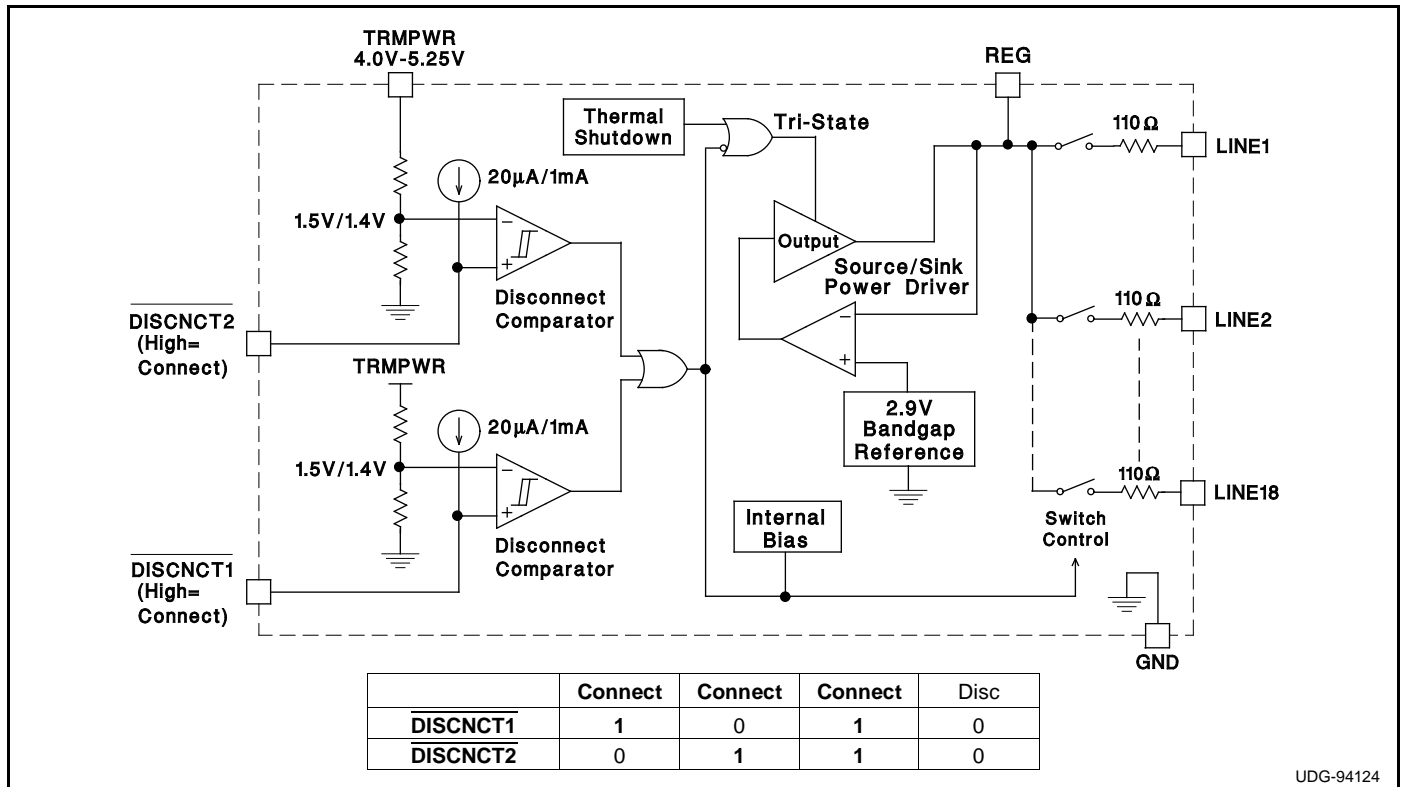 TRMPWR
4.0V-5.25V
REG
Thermal
Shutdown
Tri-State
110Ω
LINE1
20μA/1mA
1.5V/1.4V
−
+
Output
Source/Sink
Power Driver
Disconnect
Comparator
110Ω
LINE2
DISCNCT2
(High=
Connect)
−
+
TRMPWR
2.9V
Bandgap
Reference
20μA/1mA
1.5V/1.4V
−
+
110Ω
LINE18
Internal
Bias
Switch
Control
Disconnect
Comparator
DISCNCT1
(High=
Connect)
GND
Connect Connect Connect Disc
DISCNCT1 1 0 1 0
DISCNCT2 0 1 1 0
UDG-94124